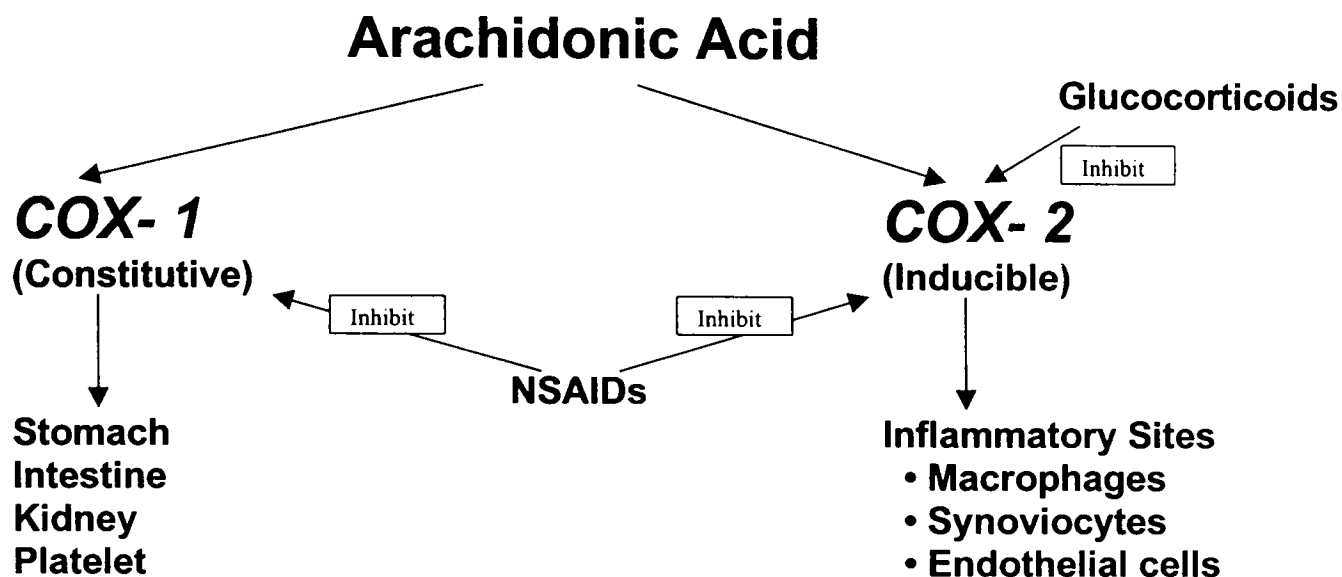 Arachidonic Acid
Glucocorticoids
Inhibit
COX- 1
(Constitutive)
COX- 2
(Inducible)
Inhibit
Inhibit
NSAIDs
Stomach
Intestine
Kidney
Platelet
Inflammatory Sites
• Macrophages
• Synoviocytes
• Endothelial cells